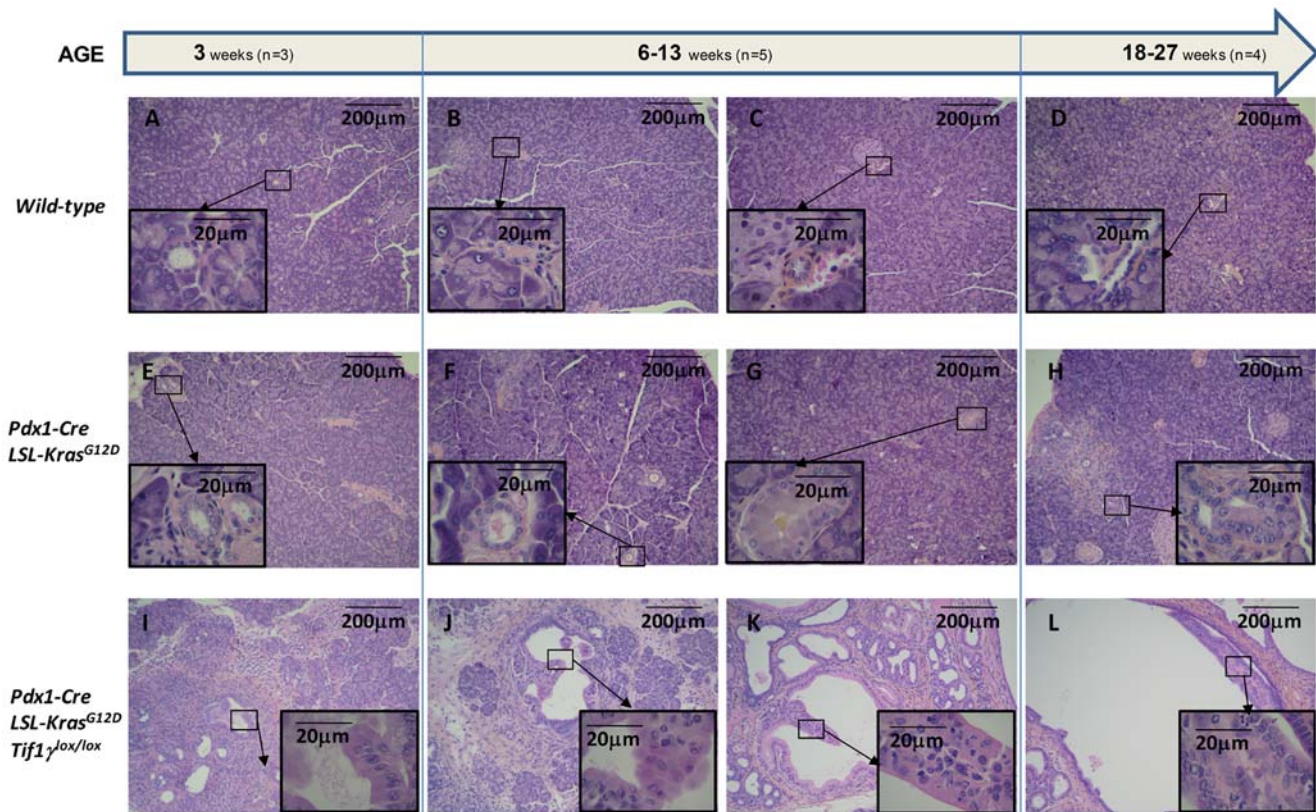 AGE
3 weeks (n=3)
6-13 weeks (n=5)
18-27 weeks (n=4)
Wild-type
A
200μm
20μm
B
200μm
20μm
C
200μm
20μm
D
200μm
20μm
Pdx1-Cre
LSL-Kras^G12D
E
200μm
20μm
F
200μm
20μm
G
200μm
20μm
H
200μm
20μm
Pdx1-Cre
LSL-Kras^G12D
Tif1γ^lox/lox
I
200μm
20μm
J
200μm
20μm
K
200μm
20μm
L
200μm
20μm